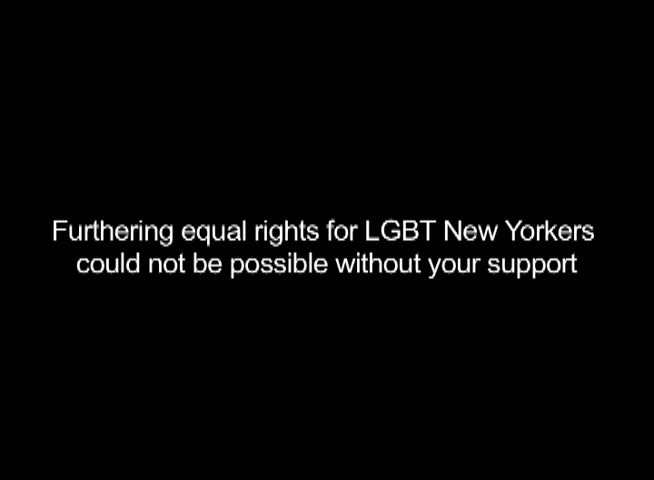 Furthering equal rights for LGBT New Yorkers
could not be possible without your support